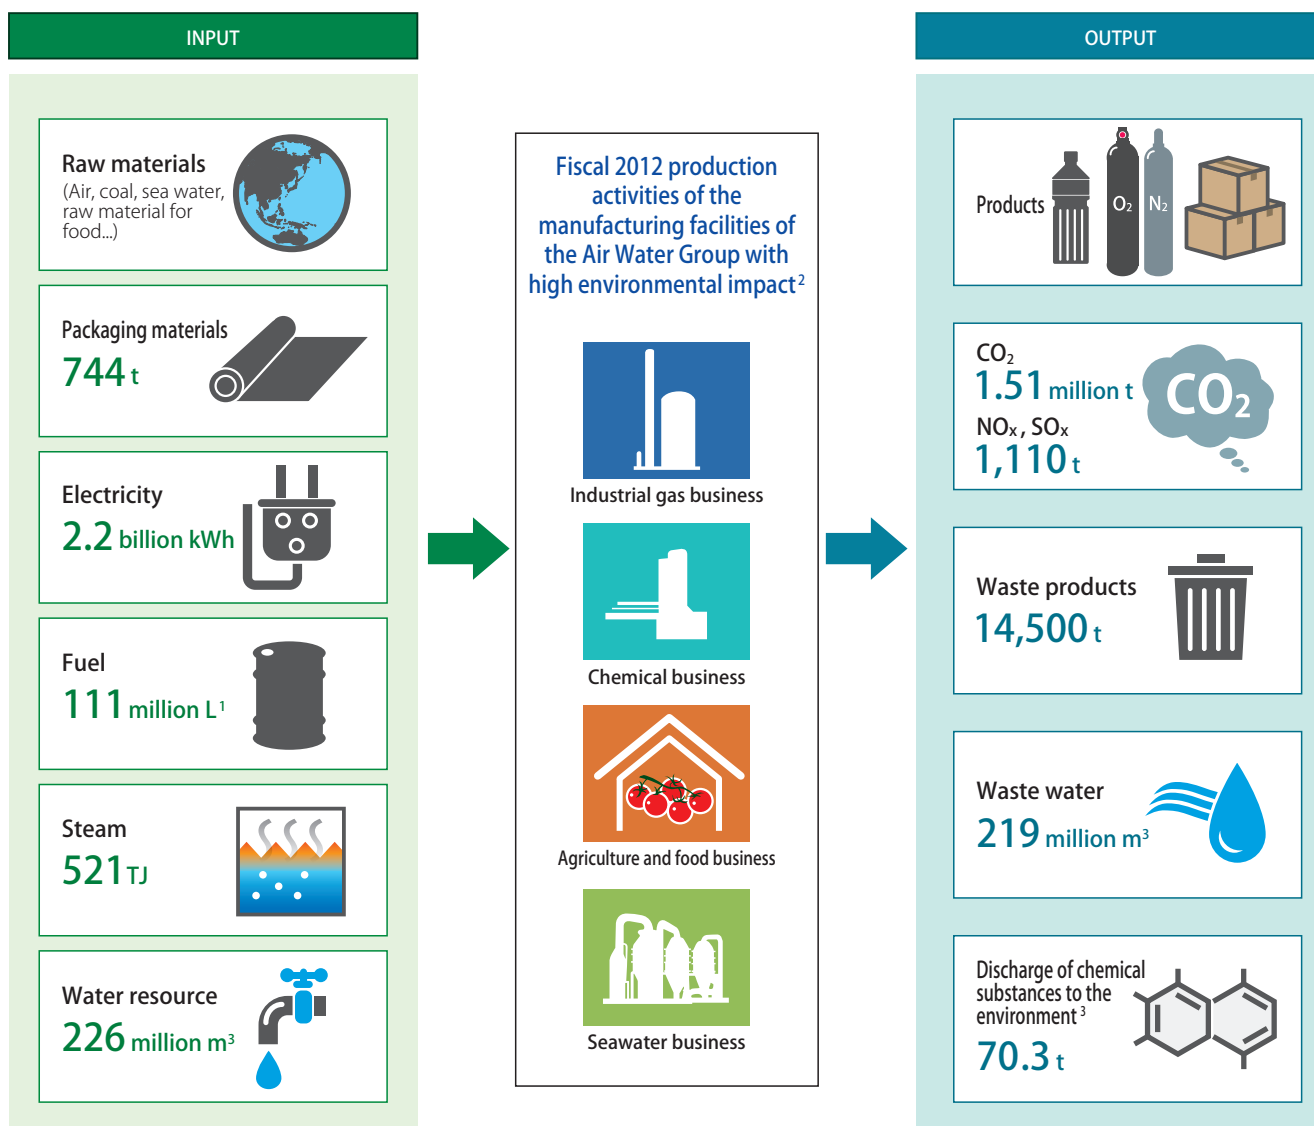 INPUT
Raw materials
(Air, coal, sea water,
raw material for
food...)
Packaging materials
744 t
Electricity
2.2 billion kWh
Fuel
111 million L¹
Steam
521 TJ
Water resource
226 million m³
Fiscal 2012 production
activities of the
manufacturing facilities of
the Air Water Group with
high environmental impact²
Industrial gas business
Chemical business
Agriculture and food business
Seawater business
OUTPUT
Products
O₂
N₂
CO₂
1.51 million t
NOx , SOx
1,110 t
CO₂
Waste products
14,500 t
Waste water
219 million m³
Discharge of chemical
substances to the
environment³
70.3 t